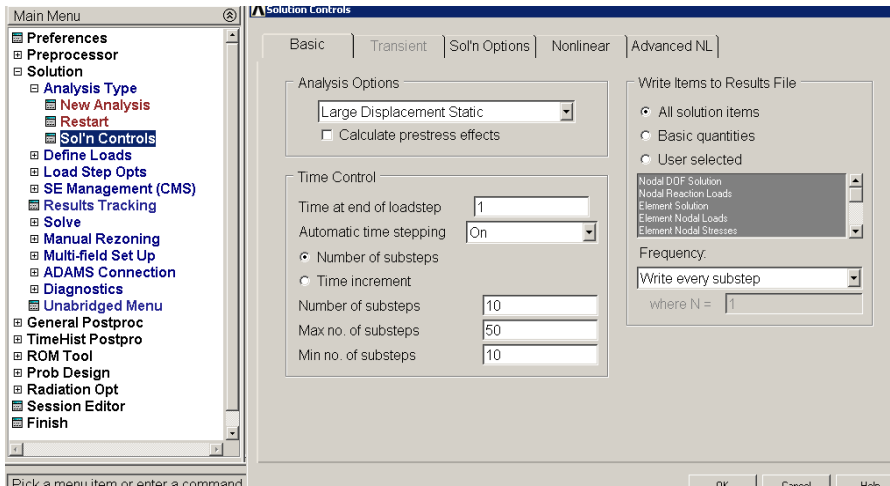 Main Menu
Preferences
Preprocessor
Solution
Analysis Type
New Analysis
Restart
Sol'n Controls
Define Loads
Load Step Opts
SE Management (CMS)
Results Tracking
Solve
Manual Rezoning
Multi-field Set Up
ADAMS Connection
Diagnostics
Unabridged Menu
General Postproc
TimeHist Postpro
ROM Tool
Prob Design
Radiation Opt
Session Editor
Finish
Pick a menu item or enter a command
Solution Controls
Basic Transient Sol'n Options Nonlinear Advanced NL
Analysis Options
Large Displacement Static
Calculate prestress effects
Time Control
Time at end of loadstep 1
Automatic time stepping On
Number of substeps
Time increment
Number of substeps 10
Max no. of substeps 50
Min no. of substeps 10
Write Items to Results File
All solution items
Basic quantities
User selected
Nodal DOF Solution
Nodal Reaction Loads
Element Solution
Element Nodal Loads
Element Nodal Stresses
Frequency:
Write every substep
where N = 1
OK Cancel Help